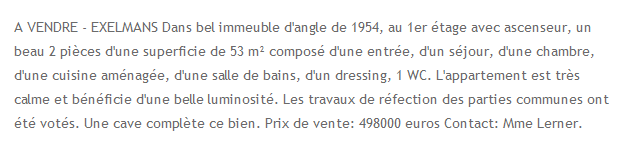 A VENDRE - EXELMANS Dans bel immeuble d'angle de 1954, au 1er étage avec ascenseur, un
beau 2 pièces d'une superficie de 53 m² composé d'une entrée, d'un séjour, d'une chambre,
d'une cuisine aménagée, d'une salle de bains, d'un dressing, 1 WC. L'appartement est très
calme et bénéficie d'une belle luminosité. Les travaux de réfection des parties communes ont
été votés. Une cave complète ce bien. Prix de vente: 498000 euros Contact: Mme Lerner.